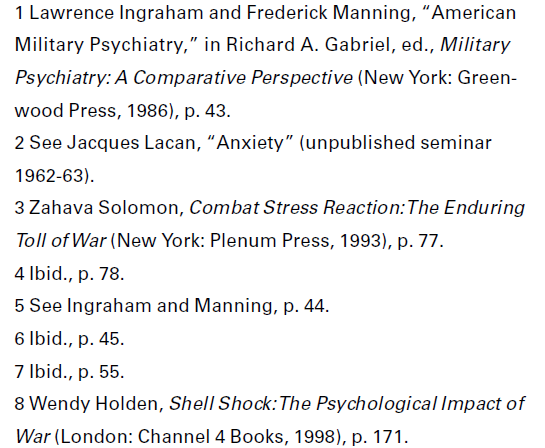 1 Lawrence Ingraham and Frederick Manning, “American
Military Psychiatry,” in Richard A. Gabriel, ed., Military
Psychiatry: A Comparative Perspective (New York: Green-
wood Press, 1986), p. 43.
2 See Jacques Lacan, “Anxiety” (unpublished seminar
1962-63).
3 Zahava Solomon, Combat Stress Reaction:The Enduring
Toll of War (New York: Plenum Press, 1993), p. 77.
4 Ibid., p. 78.
5 See Ingraham and Manning, p. 44.
6 Ibid., p. 45.
7 Ibid., p. 55.
8 Wendy Holden, Shell Shock:The Psychological Impact of
War (London: Channel 4 Books, 1998), p. 171.